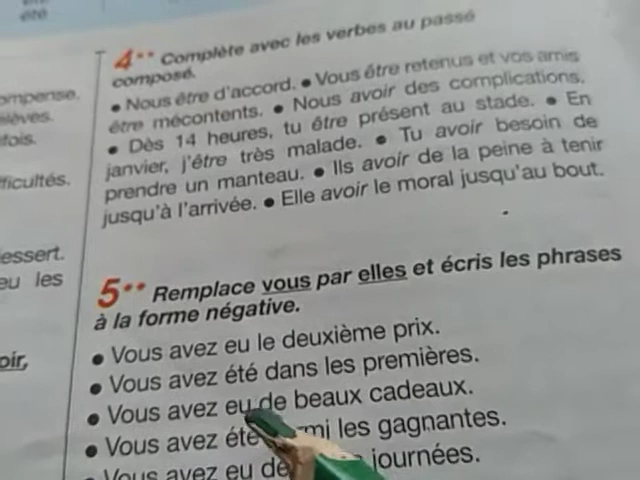 été
4** Complète avec les verbes au passé
composé.
• Nous être d'accord. • Vous être retenus et vos amis
être mécontents. • Nous avoir des complications.
• Dès 14 heures, tu être présent au stade. • En
janvier, j'être très malade. • Tu avoir besoin de
prendre un manteau. • Ils avoir de la peine à tenir
jusqu'à l'arrivée. • Elle avoir le moral jusqu'au bout.
ompense.
élèves.
fois.
fficultés.
essert.
eu les
oir,
5** Remplace vous par elles et écris les phrases
à la forme négative.
• Vous avez eu le deuxième prix.
• Vous avez été dans les premières.
• Vous avez eu de beaux cadeaux.
• Vous avez été mi les gagnantes.
• Vous avez eu de journées.